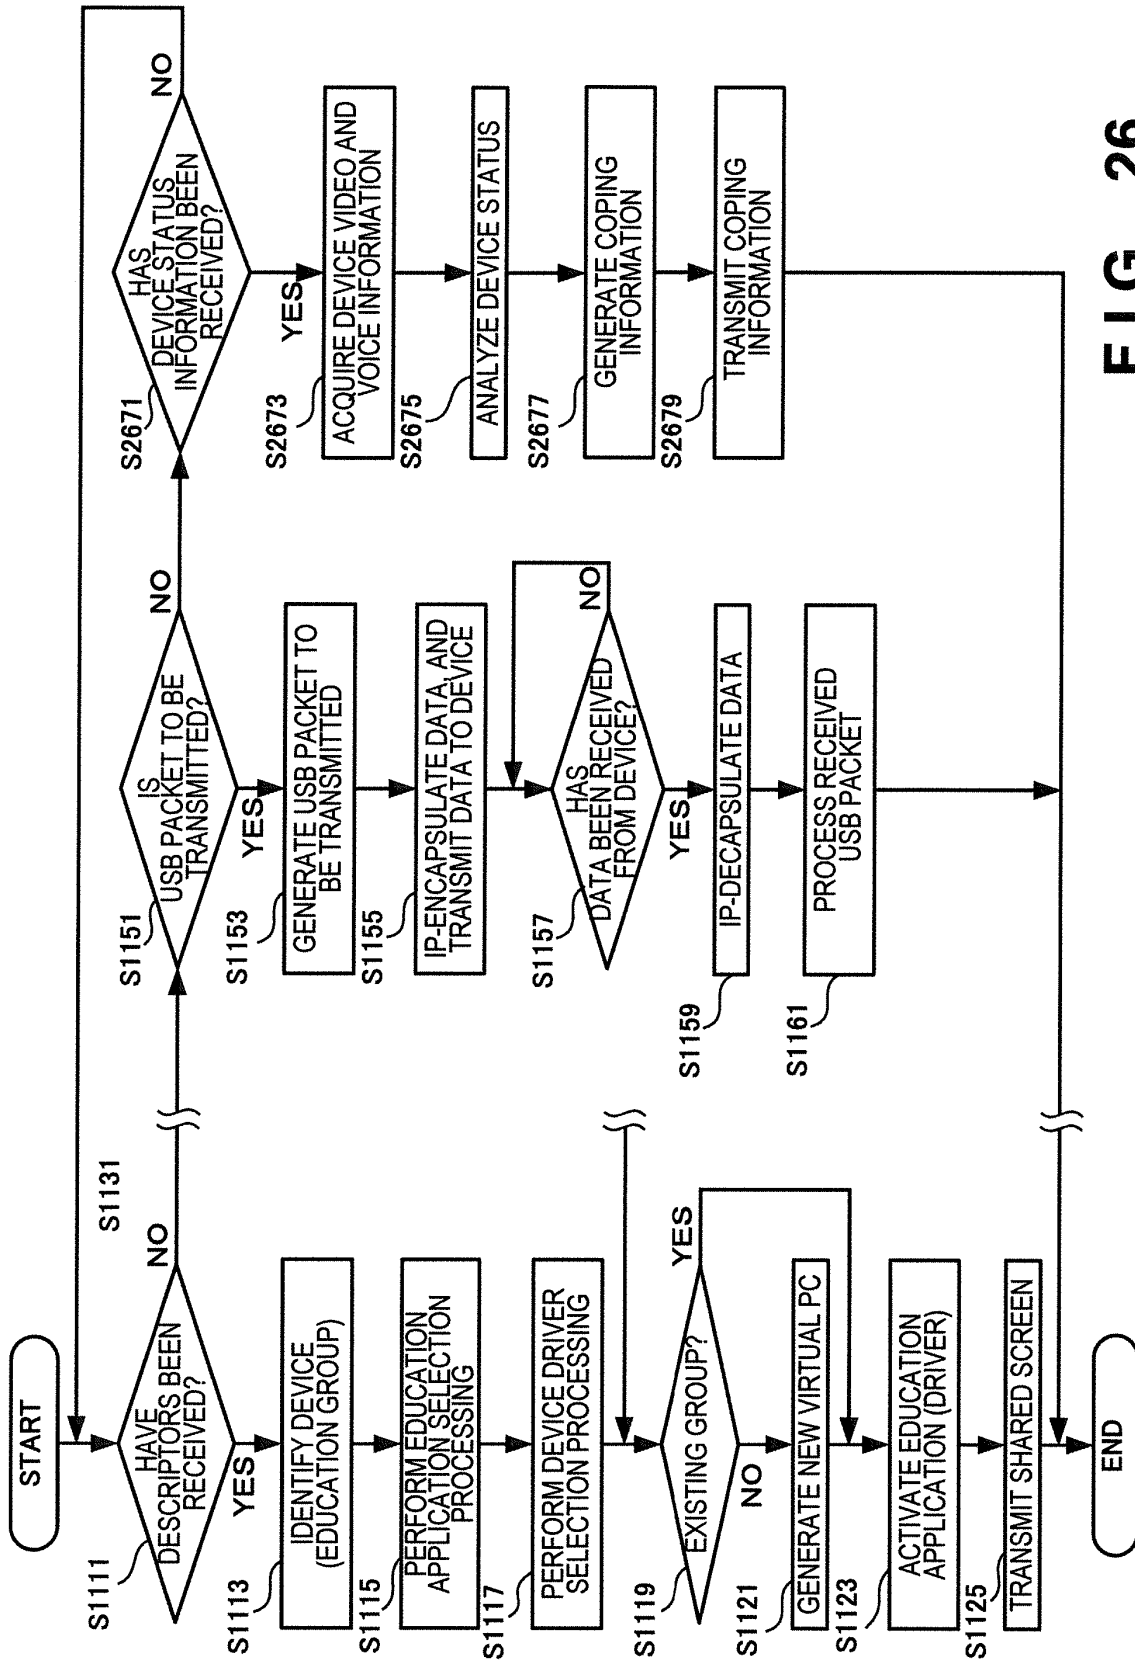 START
S1111
HAVE
DESCRIPTORS BEEN
RECEIVED?
NO
YES
S1131
S1113
IDENTIFY DEVICE
(EDUCATION GROUP)
S1115
PERFORM EDUCATION
APPLICATION SELECTION
PROCESSING
S1117
PERFORM DEVICE DRIVER
SELECTION PROCESSING
S1119
EXISTING GROUP?
YES
NO
S1121
GENERATE NEW VIRTUAL PC
S1123
ACTIVATE EDUCATION
APPLICATION (DRIVER)
S1125
TRANSMIT SHARED SCREEN
END
S1151
IS
USB PACKET TO BE
TRANSMITTED?
NO
YES
S1153
GENERATE USB PACKET TO
BE TRANSMITTED
S1155
IP-ENCAPSULATE DATA, AND
TRANSMIT DATA TO DEVICE
S1157
HAS
DATA BEEN RECEIVED
FROM DEVICE?
NO
YES
S1159
IP-DECAPSULATE DATA
S1161
PROCESS RECEIVED
USB PACKET
S2671
HAS
DEVICE STATUS
INFORMATION BEEN
RECEIVED?
NO
YES
S2673
ACQUIRE DEVICE VIDEO AND
VOICE INFORMATION
S2675
ANALYZE DEVICE STATUS
S2677
GENERATE COPING
INFORMATION
S2679
TRANSMIT COPING
INFORMATION
FIG. 26